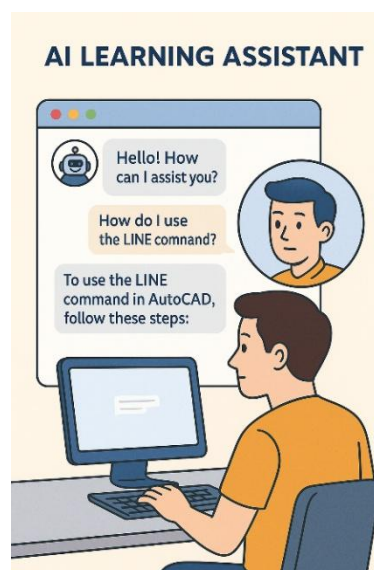 AI LEARNING ASSISTANT
Hello! How
can I assist you?
How do I use
the LINE comand?
To use the LINE
command in AutoCAD,
follow these steps: